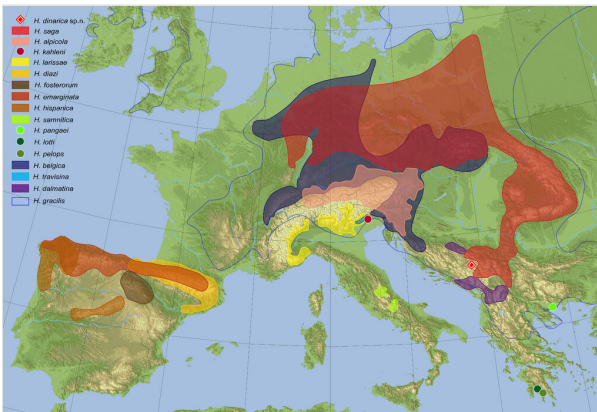 H. dinarica sp.n.
H. saga
H. alpicola
H. kahleni
H. larissae
H. diazi
H. fosterorum
H. emarginata
H. hispanica
H. samnitica
H. pangaei
H. lotti
H. pelops
H. belgica
H. travisina
H. dalmatina
H. gracilis